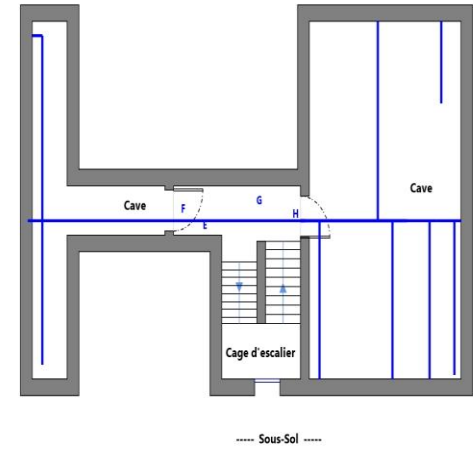 Cave
F
G
H
E
Cave
Cage d'escalier
----- Sous-Sol -----